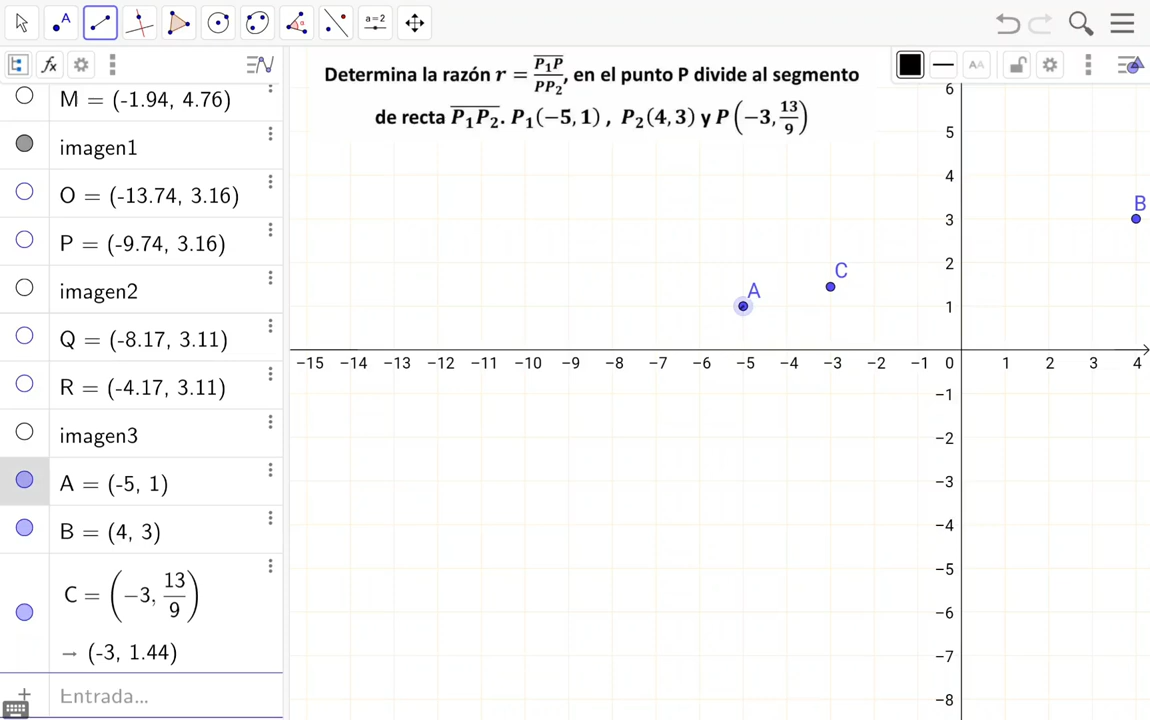 A
α
a=2
fx
AA
Determina la razón r = P₁P/PP₂, en el punto P divide al segmento
de recta P₁P₂. P₁(−5,1) , P₂(4,3) y P(−3,13/9)
M = (-1.94, 4.76)
imagen1
O = (-13.74, 3.16)
P = (-9.74, 3.16)
imagen2
Q = (-8.17, 3.11)
R = (-4.17, 3.11)
imagen3
A = (-5, 1)
B = (4, 3)
C = (−3, 13/9)
→ (-3, 1.44)
Entrada...
6
5
4
3
2
1
B
C
A
−15 −14 −13 −12 −11 −10 −9 −8 −7 −6 −5 −4 −3 −2 −1 0 1 2 3 4
−1
−2
−3
−4
−5
−6
−7
−8